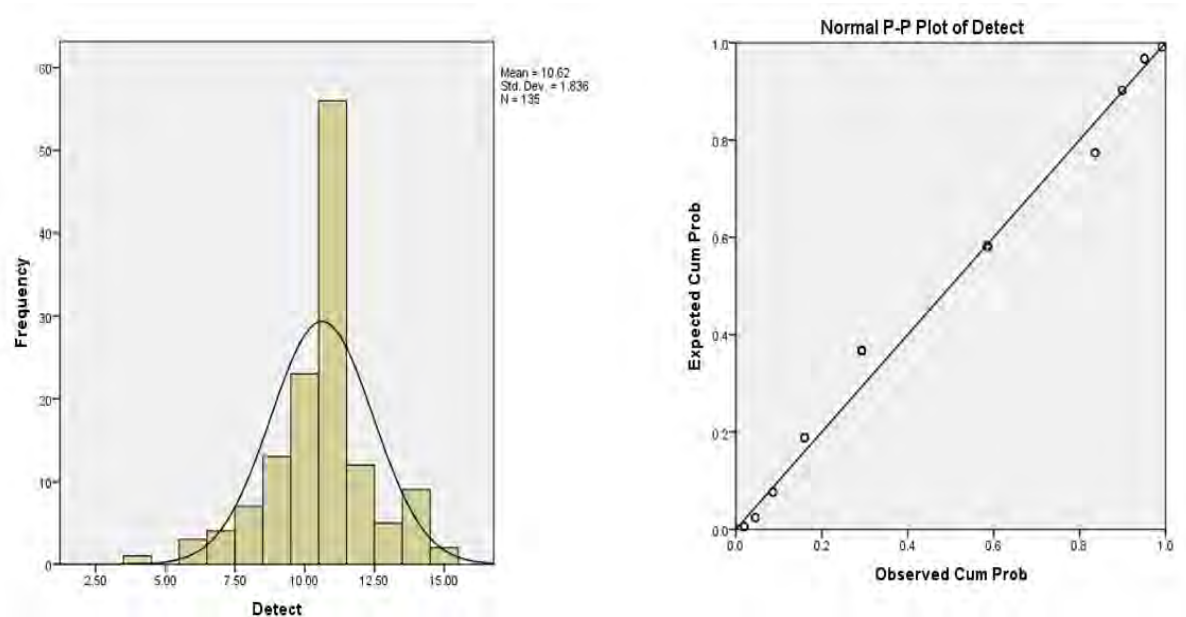 Mean = 10.62
Std. Dev. = 1.836
N = 135
60
50
40
30
20
10
0
Frequency
2.50 5.00 7.50 10.00 12.50 15.00
Detect
Normal P-P Plot of Detect
1.0
0.8
0.6
0.4
0.2
0.0
Expected Cum Prob
0.0 0.2 0.4 0.6 0.8 1.0
Observed Cum Prob